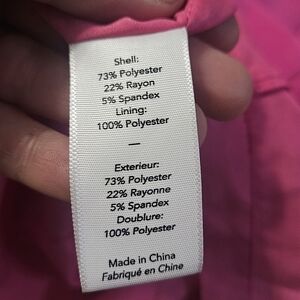 Shell:
73% Polyester
22% Rayon
5% Spandex
Lining:
100% Polyester
—
Exterieur:
73% Polyester
22% Rayonne
5% Spandex
Doublure:
100% Polyester
Made in China
Fabriqué en Chine